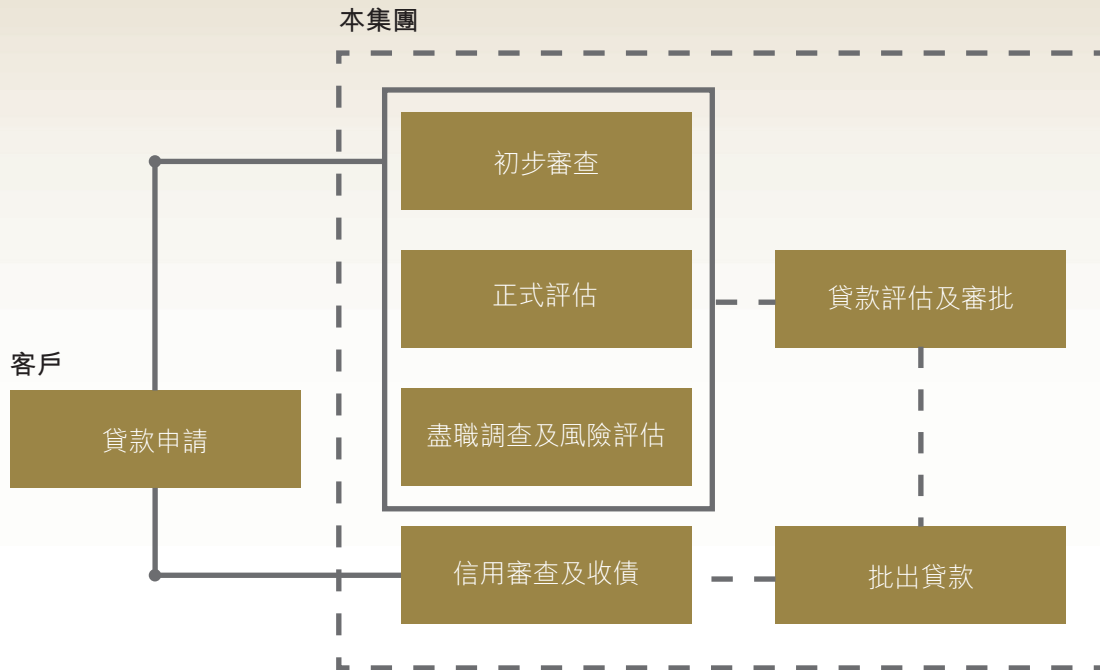 本集團
初步審查
正式評估
貸款評估及審批
客戶
貸款申請
盡職調查及風險評估
信用審查及收債
批出貸款